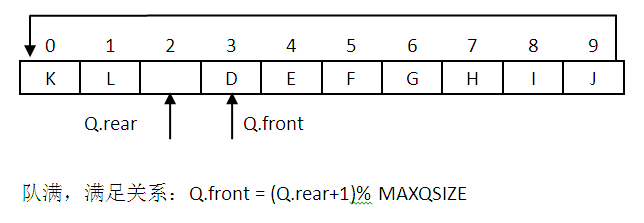 0 1 2 3 4 5 6 7 8 9
K L D E F G H I J
Q.rear Q.front
队满，满足关系：Q.front = (Q.rear+1)% MAXQSIZE